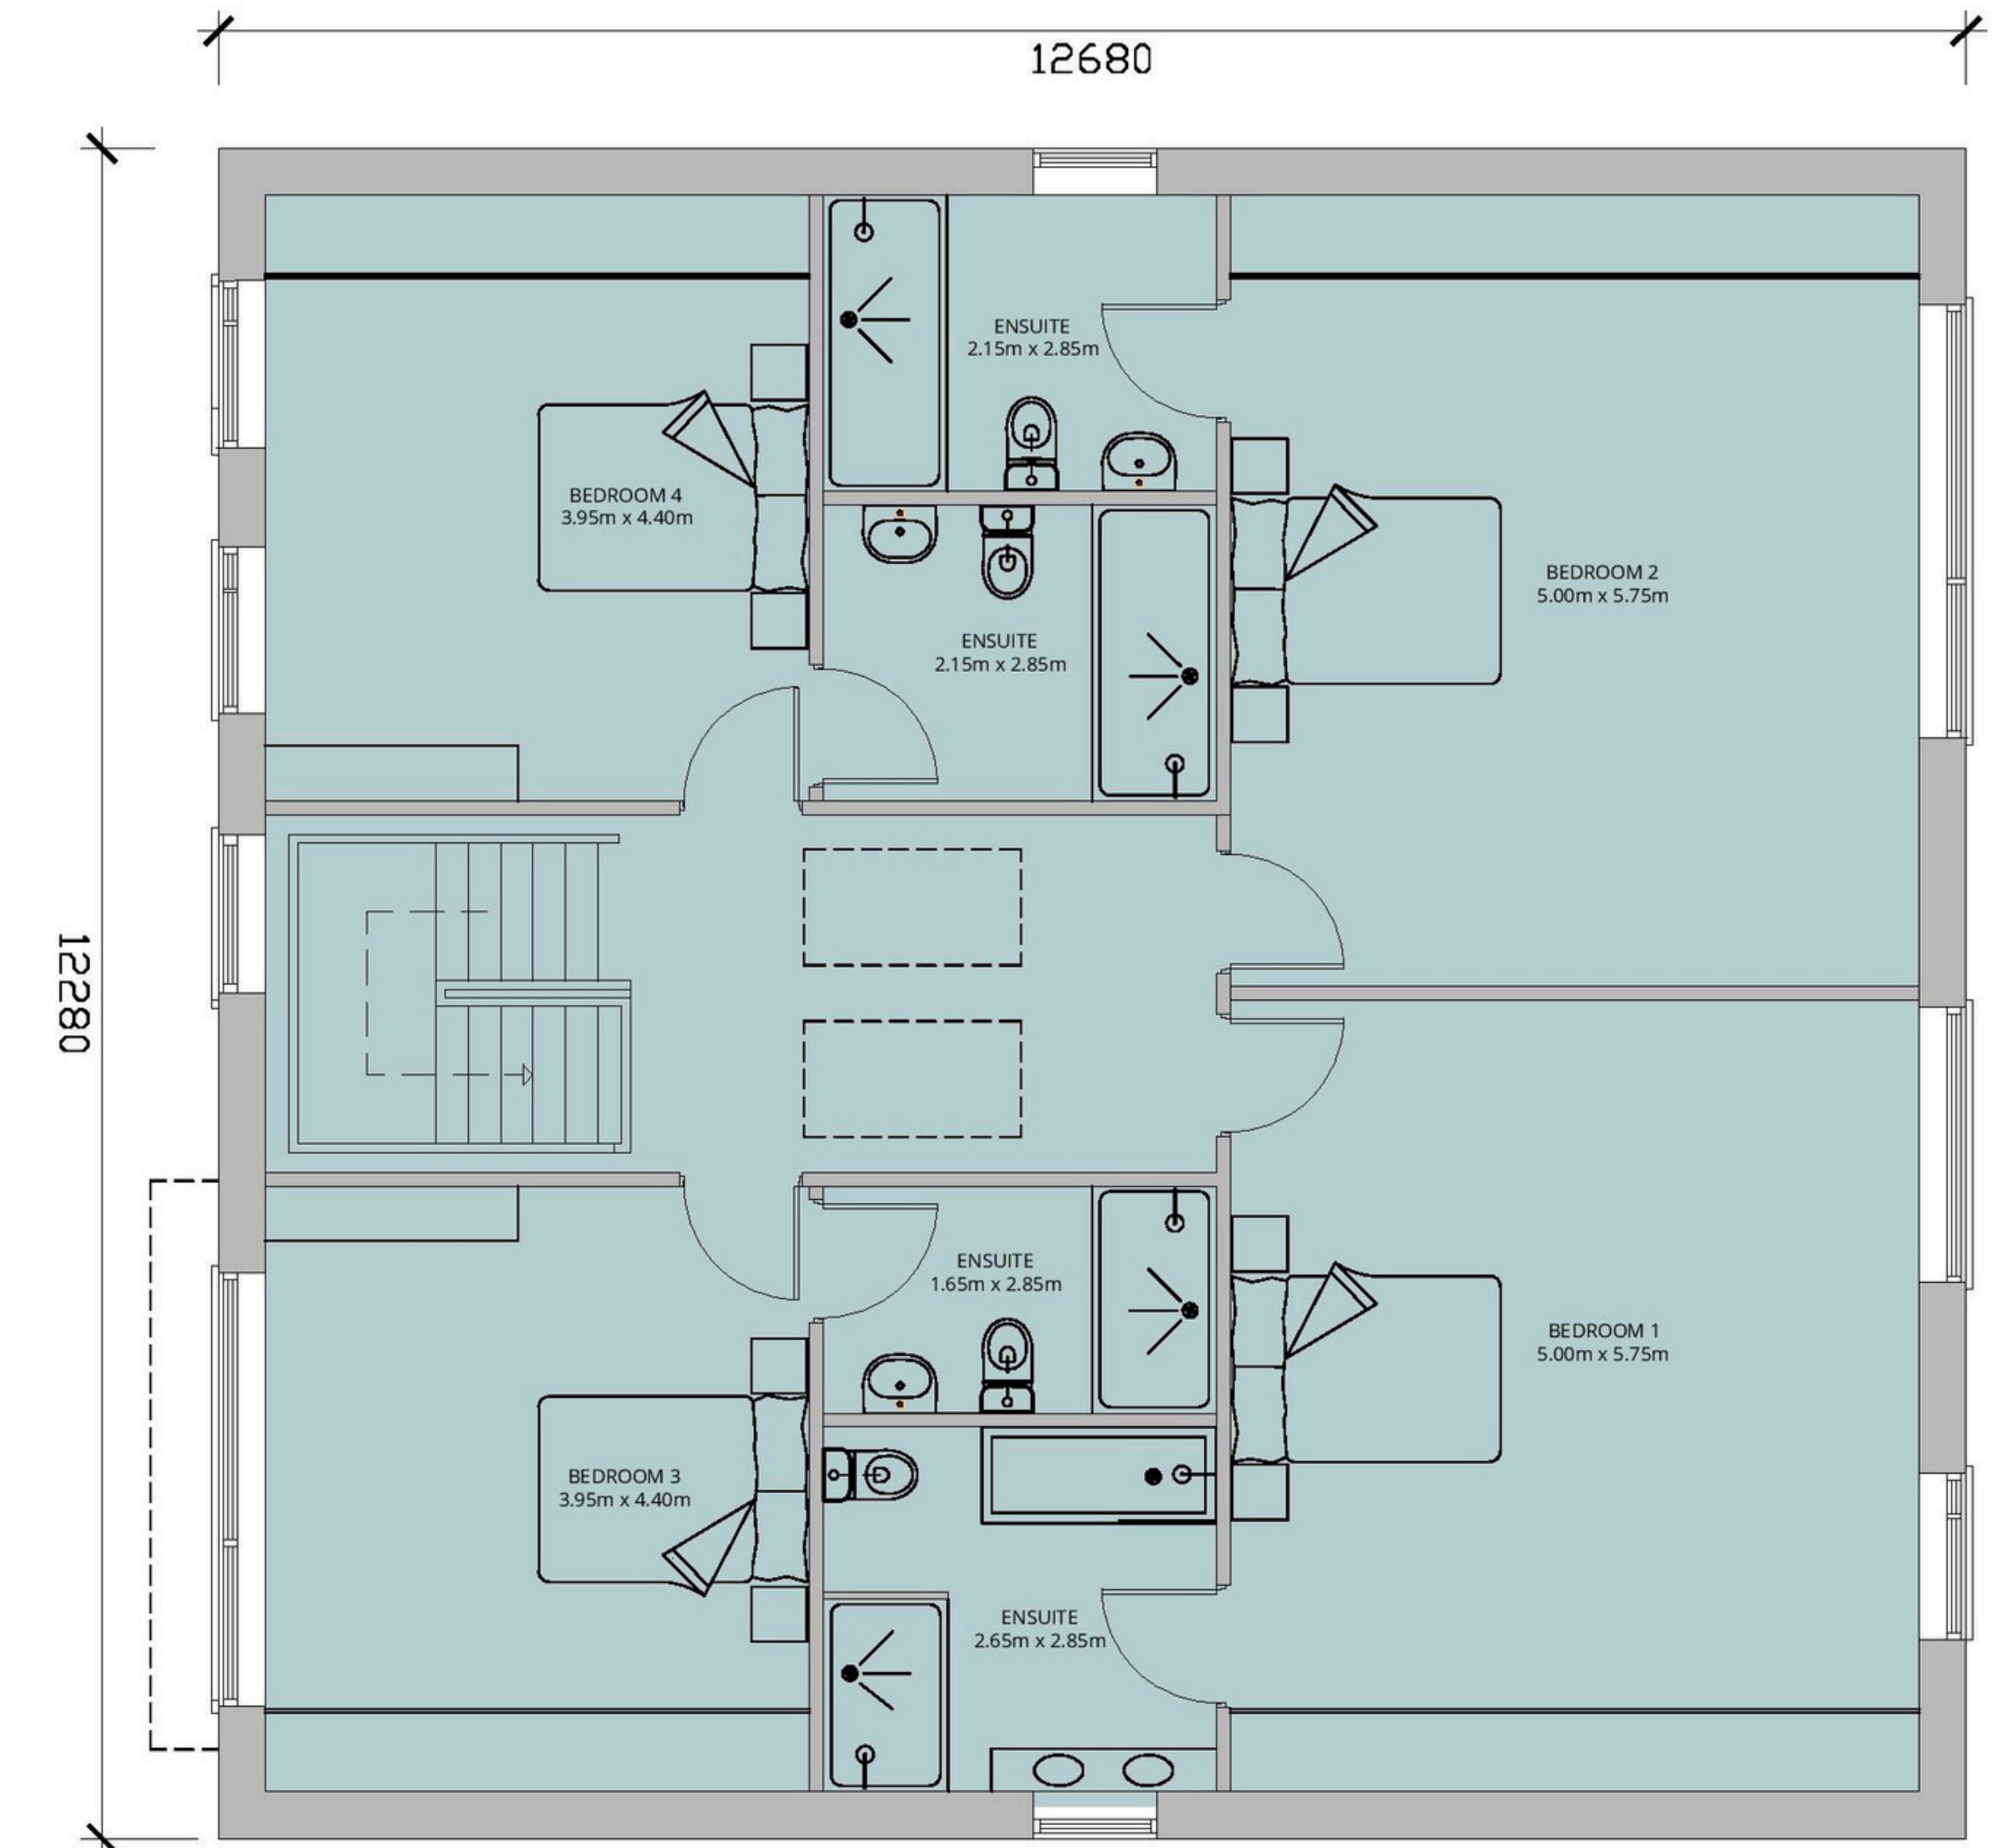 12680
12280
ENSUITE
2.15m x 2.85m
BEDROOM 4
3.95m x 4.40m
BEDROOM 2
5.00m x 5.75m
ENSUITE
2.15m x 2.85m
ENSUITE
1.65m x 2.85m
BEDROOM 1
5.00m x 5.75m
BEDROOM 3
3.95m x 4.40m
ENSUITE
2.65m x 2.85m